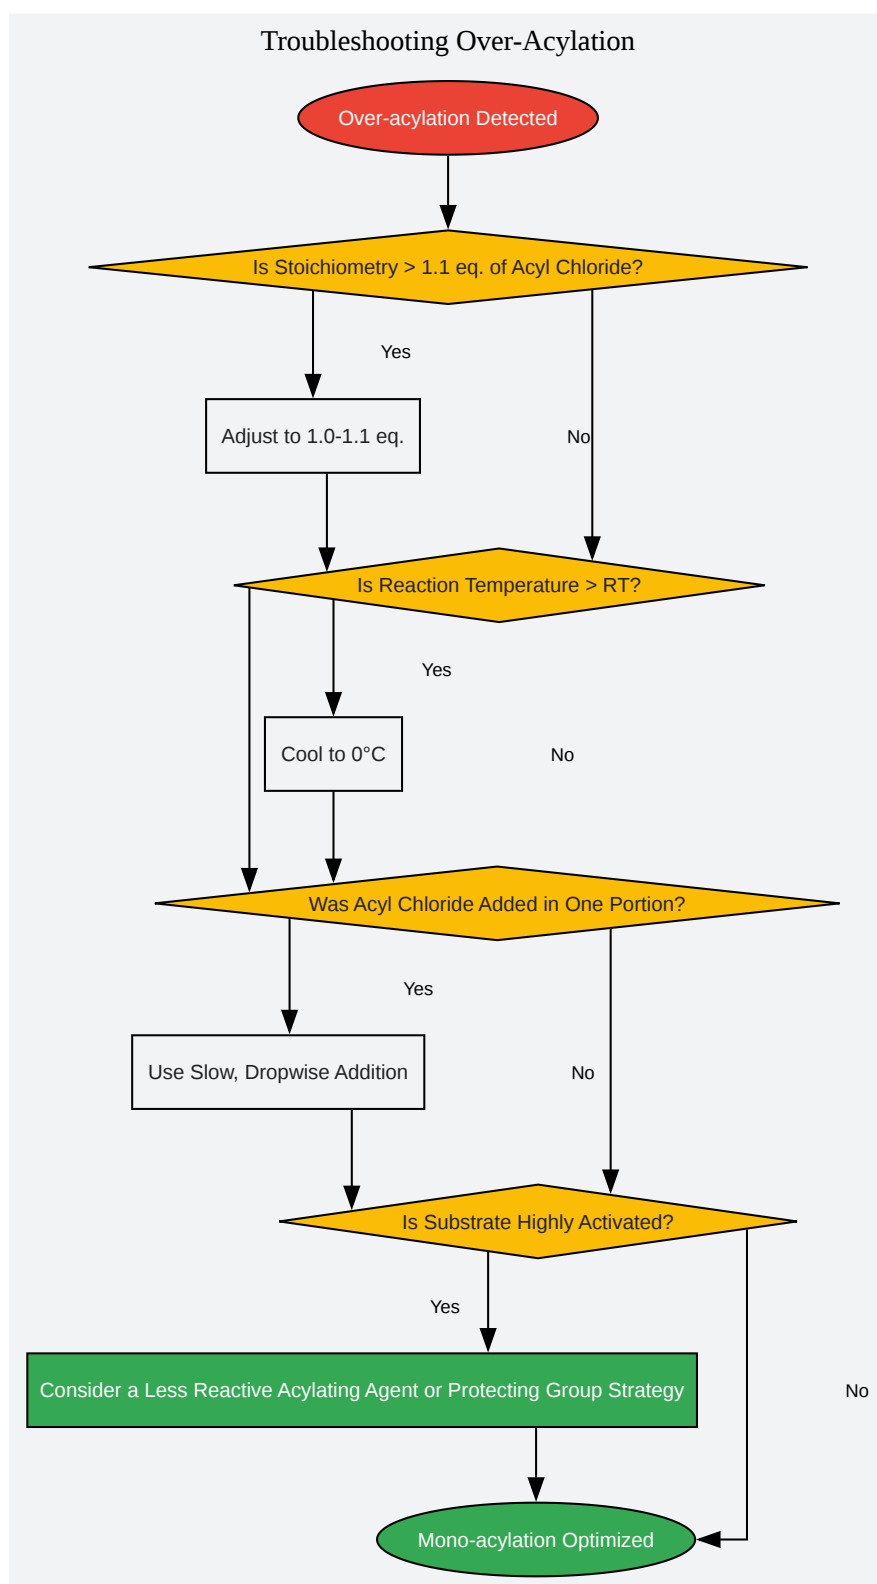 Troubleshooting Over-Acylation
Over-acylation Detected
Is Stoichiometry > 1.1 eq. of Acyl Chloride?
Yes
Adjust to 1.0-1.1 eq.
No
Is Reaction Temperature > RT?
Yes
Cool to 0°C
No
Was Acyl Chloride Added in One Portion?
Yes
Use Slow, Dropwise Addition
No
Is Substrate Highly Activated?
Yes
Consider a Less Reactive Acylating Agent or Protecting Group Strategy
No
Mono-acylation Optimized